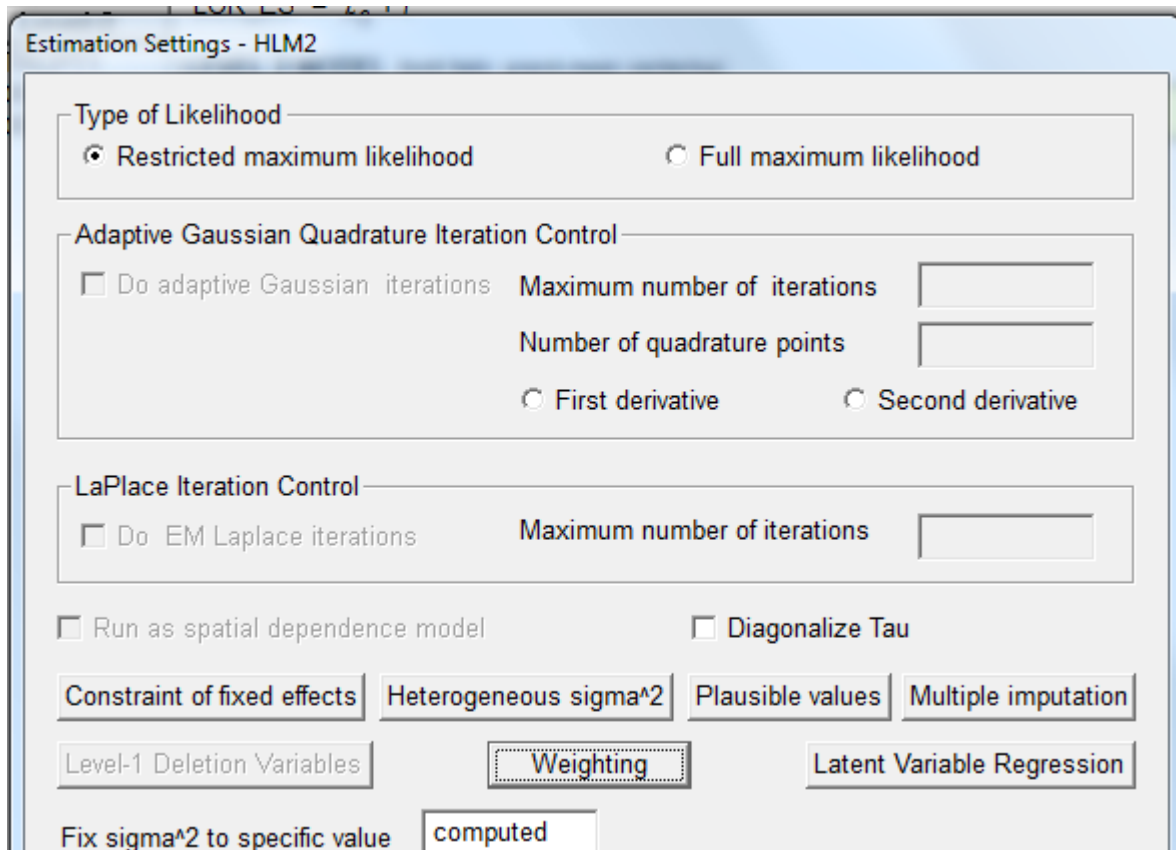 Estimation Settings - HLM2
Type of Likelihood
Restricted maximum likelihood Full maximum likelihood
Adaptive Gaussian Quadrature Iteration Control
Do adaptive Gaussian iterations Maximum number of iterations
Number of quadrature points
First derivative Second derivative
LaPlace Iteration Control
Do EM Laplace iterations Maximum number of iterations
Run as spatial dependence model Diagonalize Tau
Constraint of fixed effects Heterogeneous sigma^2 Plausible values Multiple imputation
Level-1 Deletion Variables Weighting Latent Variable Regression
Fix sigma^2 to specific value computed